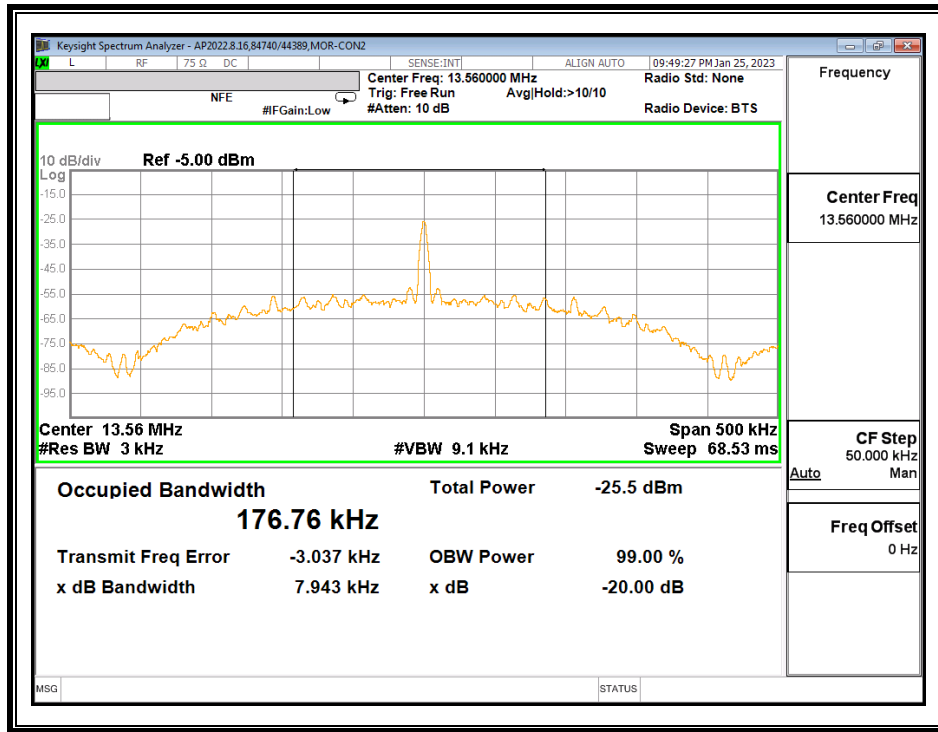 Keysight Spectrum Analyzer - AP2022.8.16,84740/44389,MOR-CON2
LXI L RF 75 Ω DC SENSE:INT ALIGN AUTO 09:49:27 PM Jan 25, 2023
Center Freq: 13.560000 MHz Radio Std: None
NFE Trig: Free Run Avg|Hold:>10/10
#IFGain:Low #Atten: 10 dB Radio Device: BTS
10 dB/div Ref -5.00 dBm
Log
-15.0
-25.0
-35.0
-45.0
-55.0
-65.0
-75.0
-85.0
-95.0
Center 13.56 MHz Span 500 kHz
#Res BW 3 kHz #VBW 9.1 kHz Sweep 68.53 ms
Occupied Bandwidth Total Power -25.5 dBm
176.76 kHz
Transmit Freq Error -3.037 kHz OBW Power 99.00 %
x dB Bandwidth 7.943 kHz x dB -20.00 dB
MSG STATUS
Frequency
Center Freq
13.560000 MHz
CF Step
50.000 kHz
Auto Man
Freq Offset
0 Hz